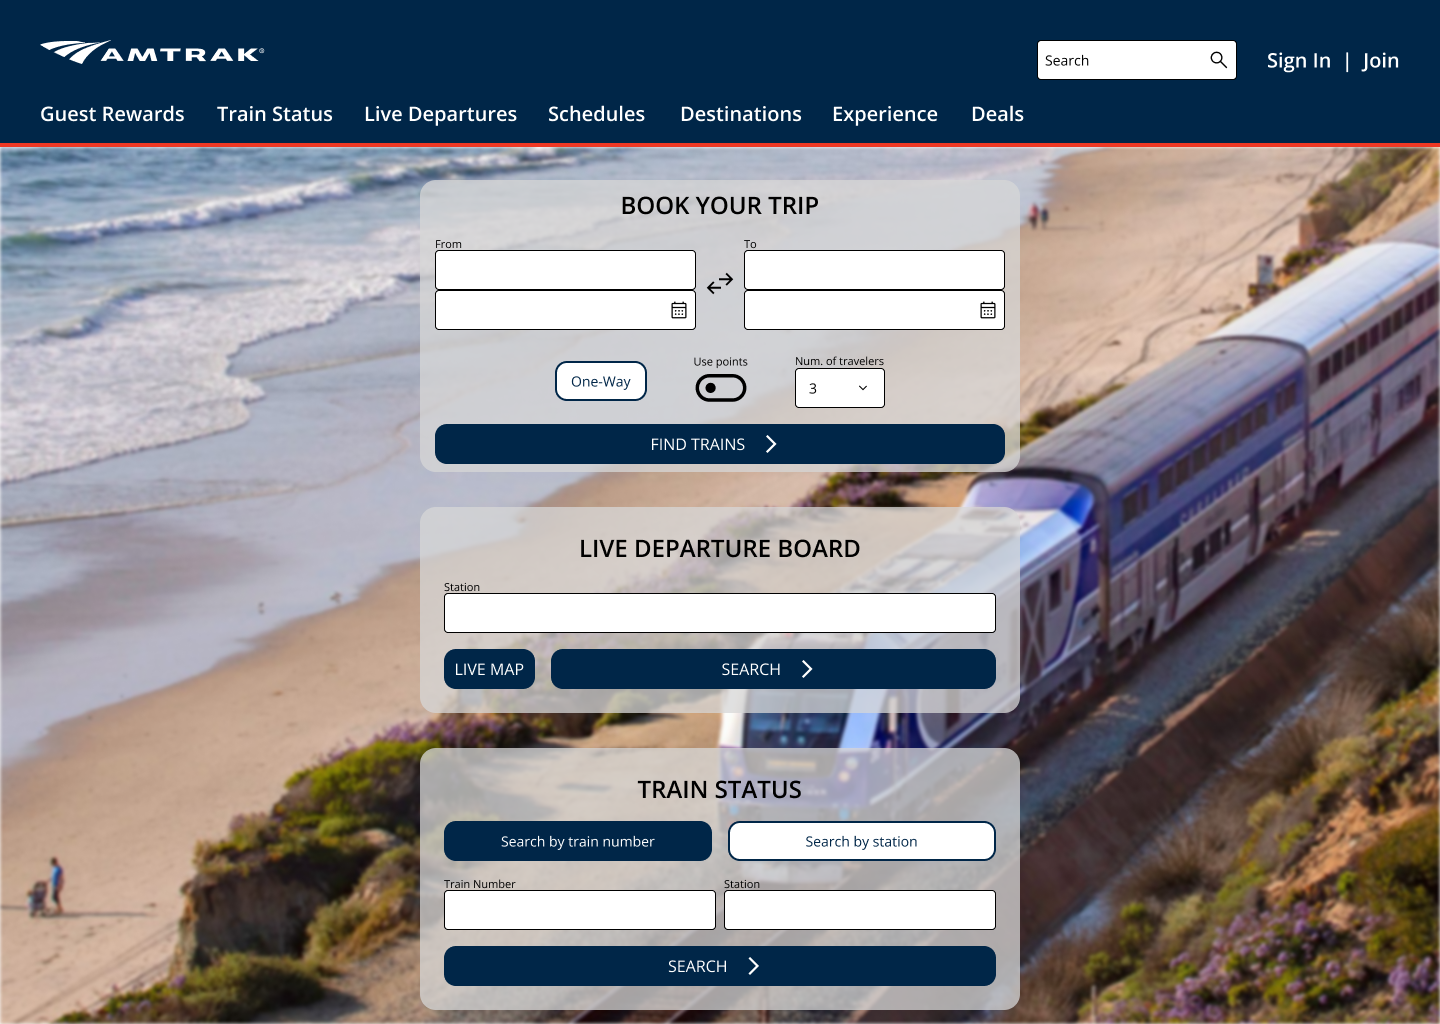 AMTRAK®
Search
Sign In | Join
Guest Rewards Train Status Live Departures Schedules Destinations Experience Deals
BOOK YOUR TRIP
From To
One-Way
Use points
Num. of travelers
3
FIND TRAINS
LIVE DEPARTURE BOARD
Station
LIVE MAP SEARCH
TRAIN STATUS
Search by train number Search by station
Train Number Station
SEARCH